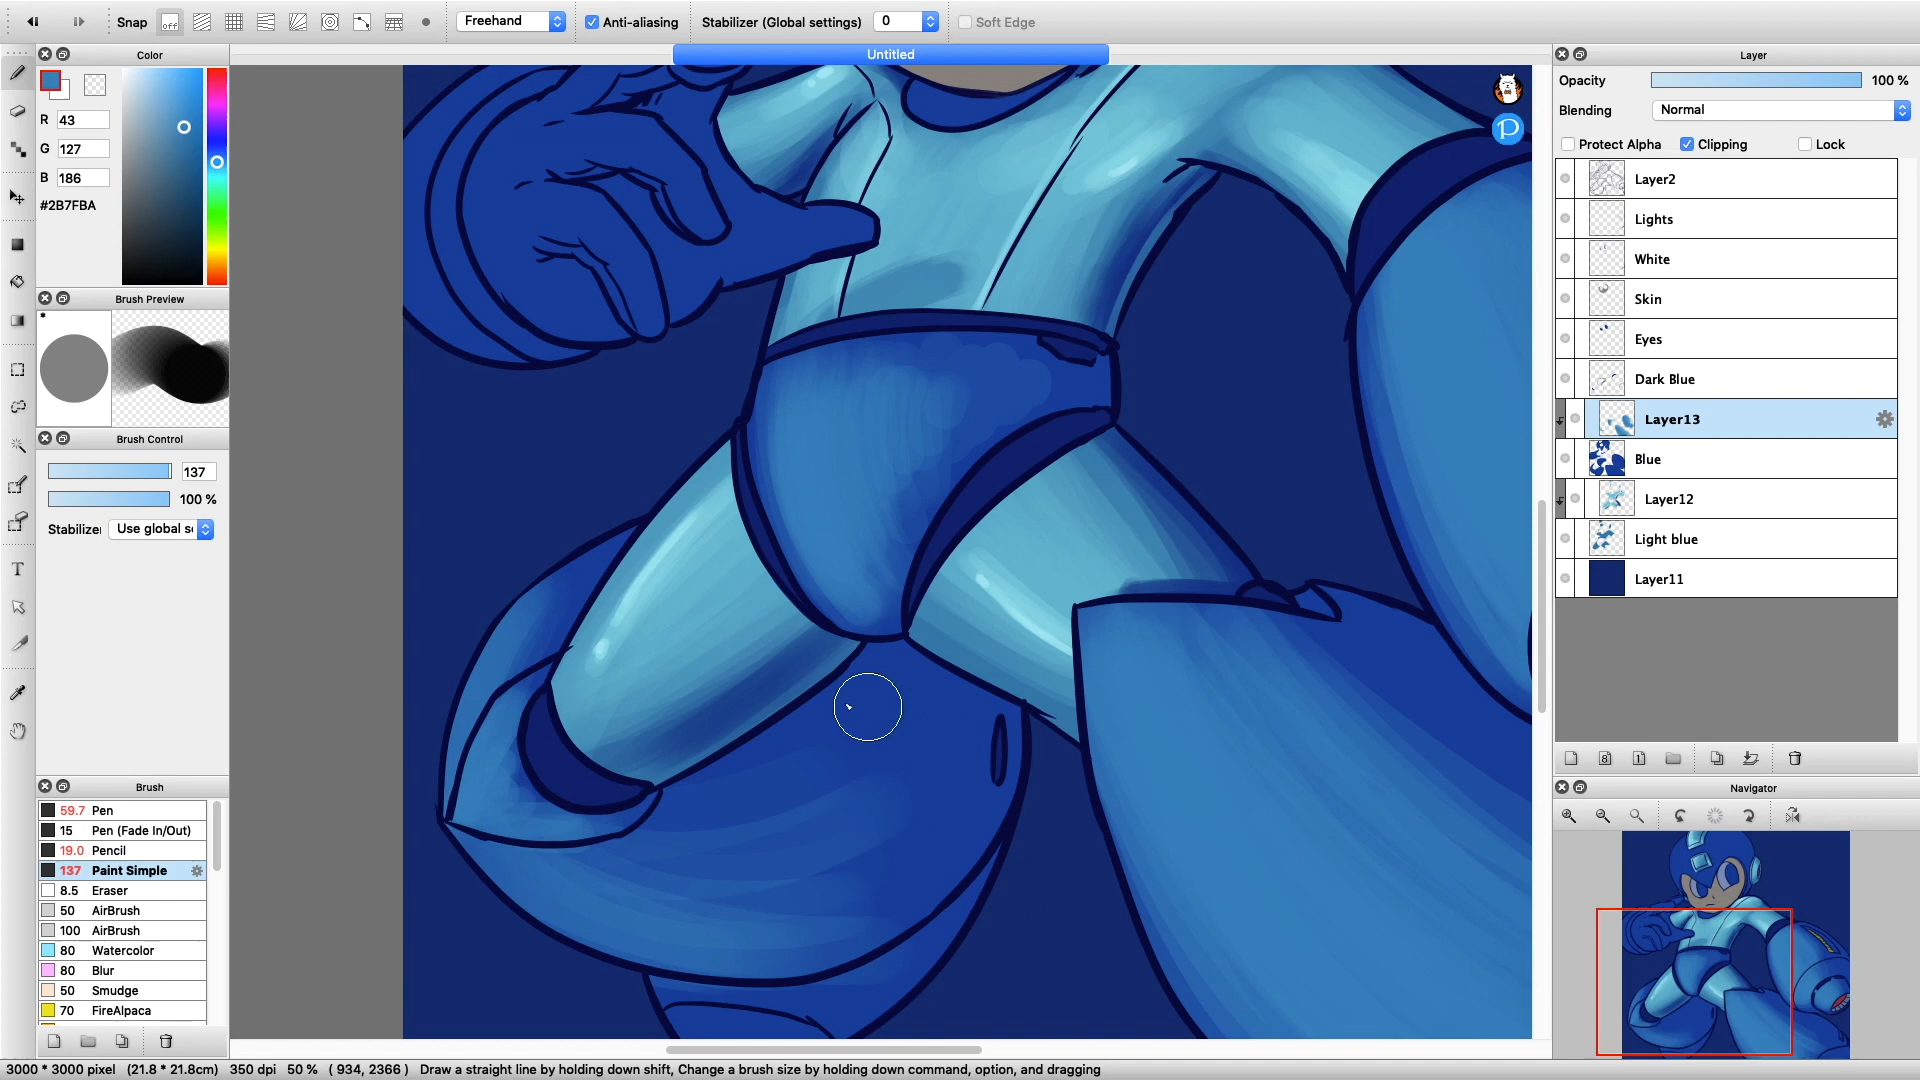 Snap
off
Freehand
Anti-aliasing
Stabilizer (Global settings)
0
Soft Edge
Color
Untitled
Layer
R 43
G 127
B 186
#2B7FBA
Brush Preview
*
Brush Control
137
100 %
Stabilizer Use global s
Brush
59.7 Pen
15 Pen (Fade In/Out)
19.0 Pencil
137 Paint Simple
8.5 Eraser
50 AirBrush
100 AirBrush
80 Watercolor
80 Blur
50 Smudge
70 FireAlpaca
Opacity 100 %
Blending Normal
Protect Alpha Clipping Lock
Layer2
Lights
White
Skin
Eyes
Dark Blue
Layer13
Blue
Layer12
Light blue
Layer11
8 1
Navigator
T
P
3000 * 3000 pixel (21.8 * 21.8cm) 350 dpi 50 % ( 934, 2366 ) Draw a straight line by holding down shift, Change a brush size by holding down command, option, and dragging